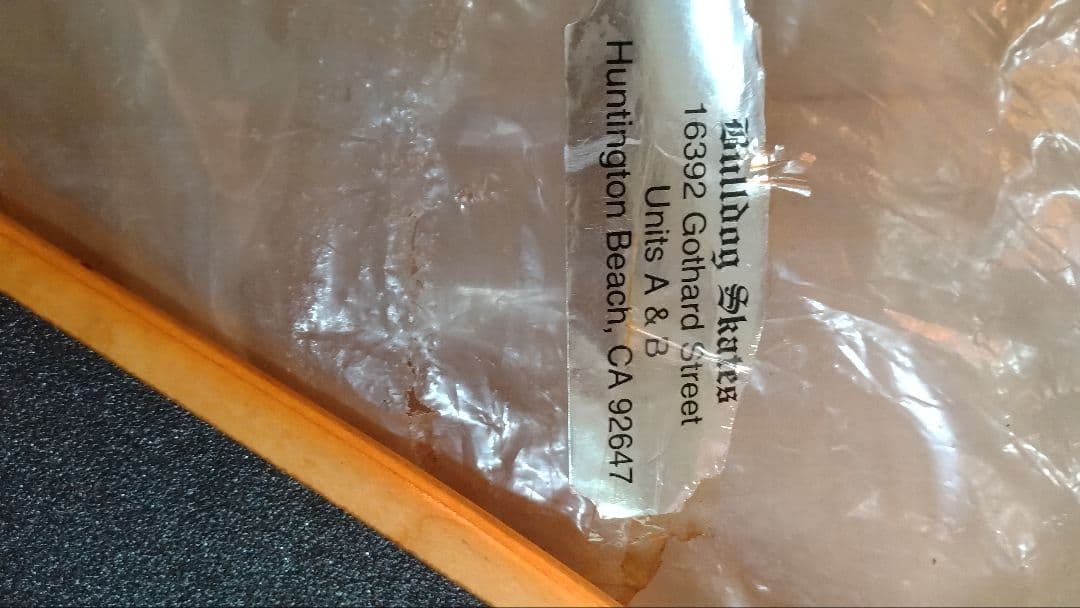 Bulldog Skates
16392 Gothard Street
Units A & B
Huntington Beach, CA 92647